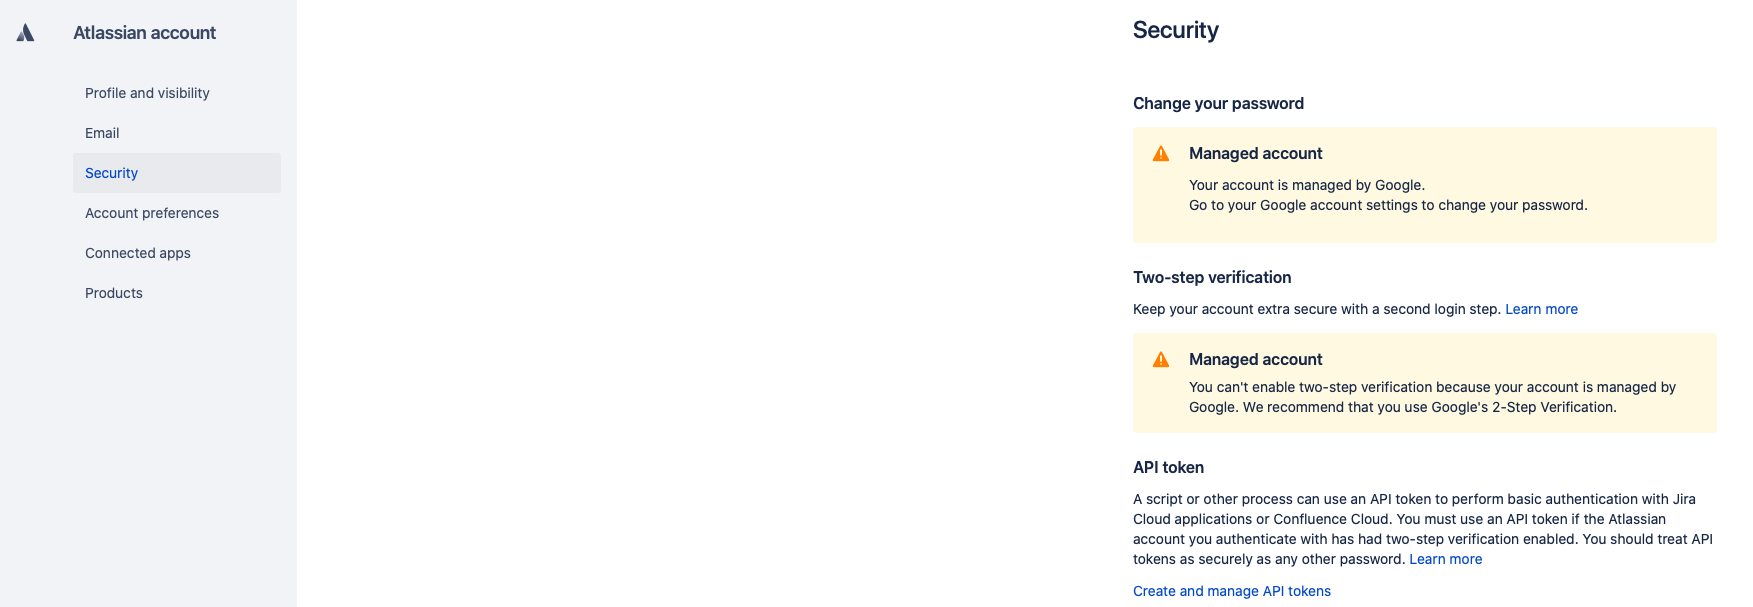 Atlassian account
Profile and visibility
Email
Security
Account preferences
Connected apps
Products
Security
Change your password
Managed account
Your account is managed by Google.
Go to your Google account settings to change your password.
Two-step verification
Keep your account extra secure with a second login step. Learn more
Managed account
You can't enable two-step verification because your account is managed by
Google. We recommend that you use Google's 2-Step Verification.
API token
A script or other process can use an API token to perform basic authentication with Jira
Cloud applications or Confluence Cloud. You must use an API token if the Atlassian
account you authenticate with has had two-step verification enabled. You should treat API
tokens as securely as any other password. Learn more
Create and manage API tokens